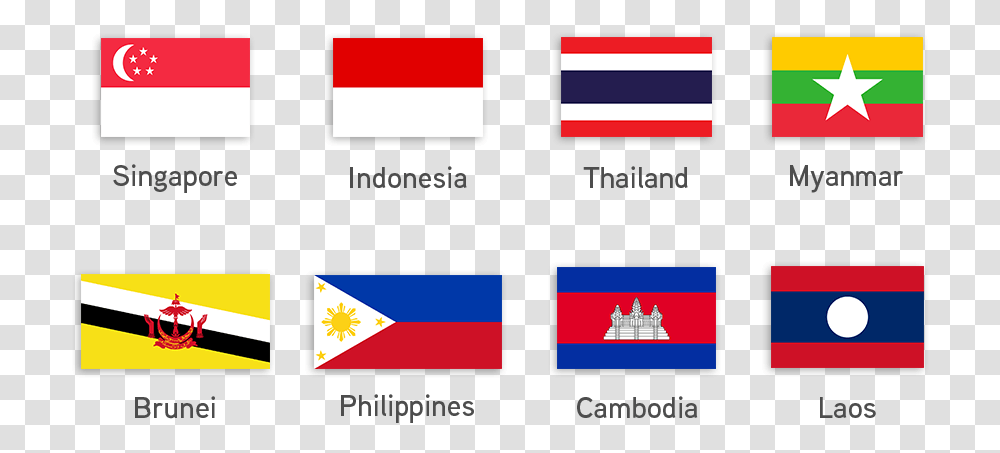 Singapore
Indonesia
Thailand
Myanmar
Brunei
Philippines
Cambodia
Laos